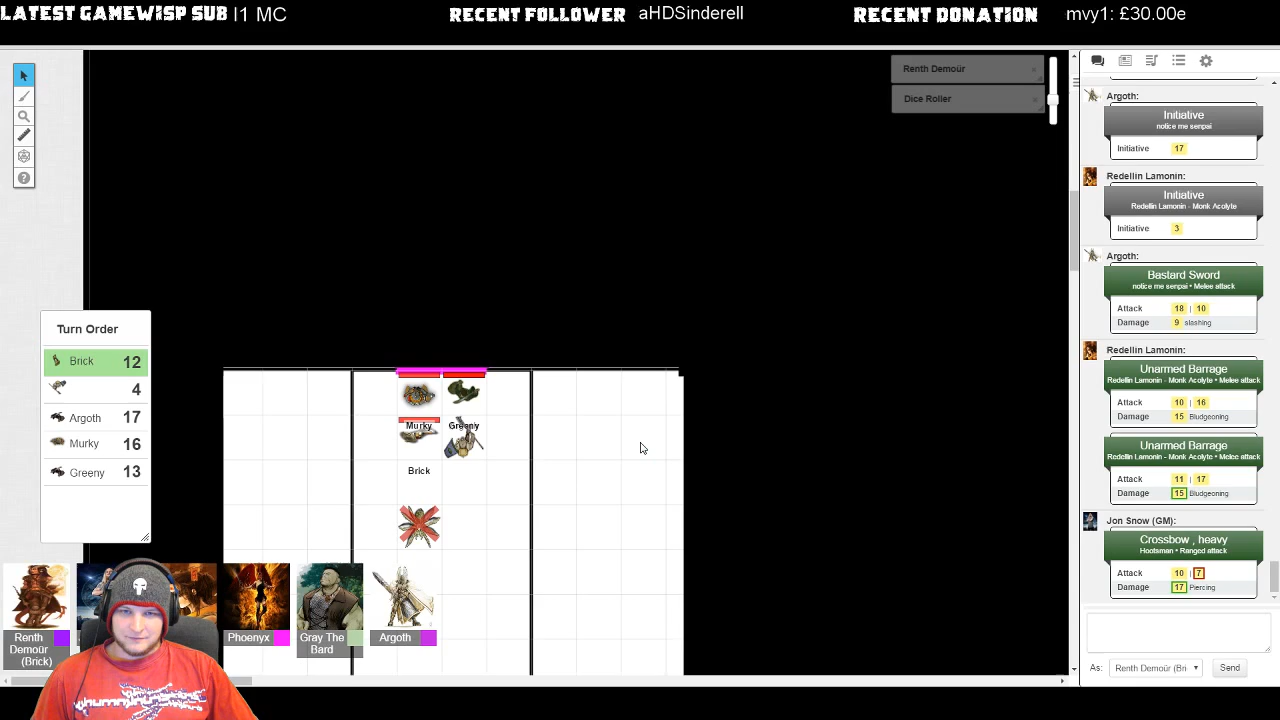 LATEST GAMEWISP SUB l1 MC
RECENT FOLLOWER aHDSinderell
RECENT DONATION mvy1: £30.00e
Renth Demoür
Dice Roller
Turn Order
Brick 12
4
Argoth 17
Murky 16
Greeny 13
Murky
Greeny
Brick
Renth
Demoür
(Brick)
Phoenyx
Gray The
Bard
Argoth
Argoth:
Initiative
notice me senpai
Initiative 17
Redellin Lamonin:
Initiative
Redellin Lamonin - Monk Acolyte
Initiative 3
Argoth:
Bastard Sword
notice me senpai • Melee attack
Attack 18 | 10
Damage 9 slashing
Redellin Lamonin:
Unarmed Barrage
Redellin Lamonin - Monk Acolyte • Melee attack
Attack 10 | 16
Damage 15 Bludgeoning
Unarmed Barrage
Redellin Lamonin - Monk Acolyte • Melee attack
Attack 11 | 17
Damage 15 Bludgeoning
Jon Snow (GM):
Crossbow , heavy
Hootsman • Ranged attack
Attack 10 | 7
Damage 17 Piercing
As: Renth Demoür (Bri
Send